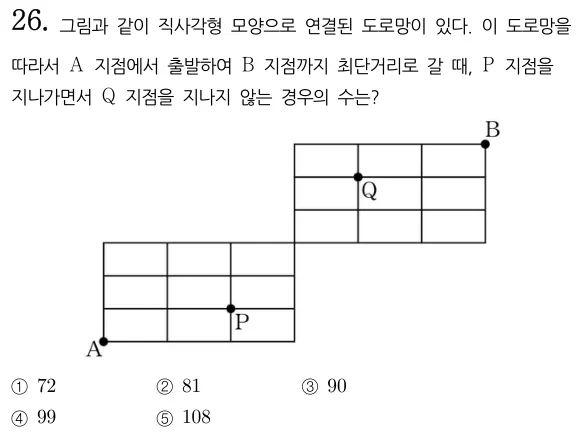 26. 그림과 같이 직사각형 모양으로 연결된 도로망이 있다. 이 도로망을
따라서 A 지점에서 출발하여 B 지점까지 최단거리로 갈 때, P 지점을
지나가면서 Q 지점을 지나지 않는 경우의 수는?
B
Q
P
A
① 72 ② 81 ③ 90
④ 99 ⑤ 108